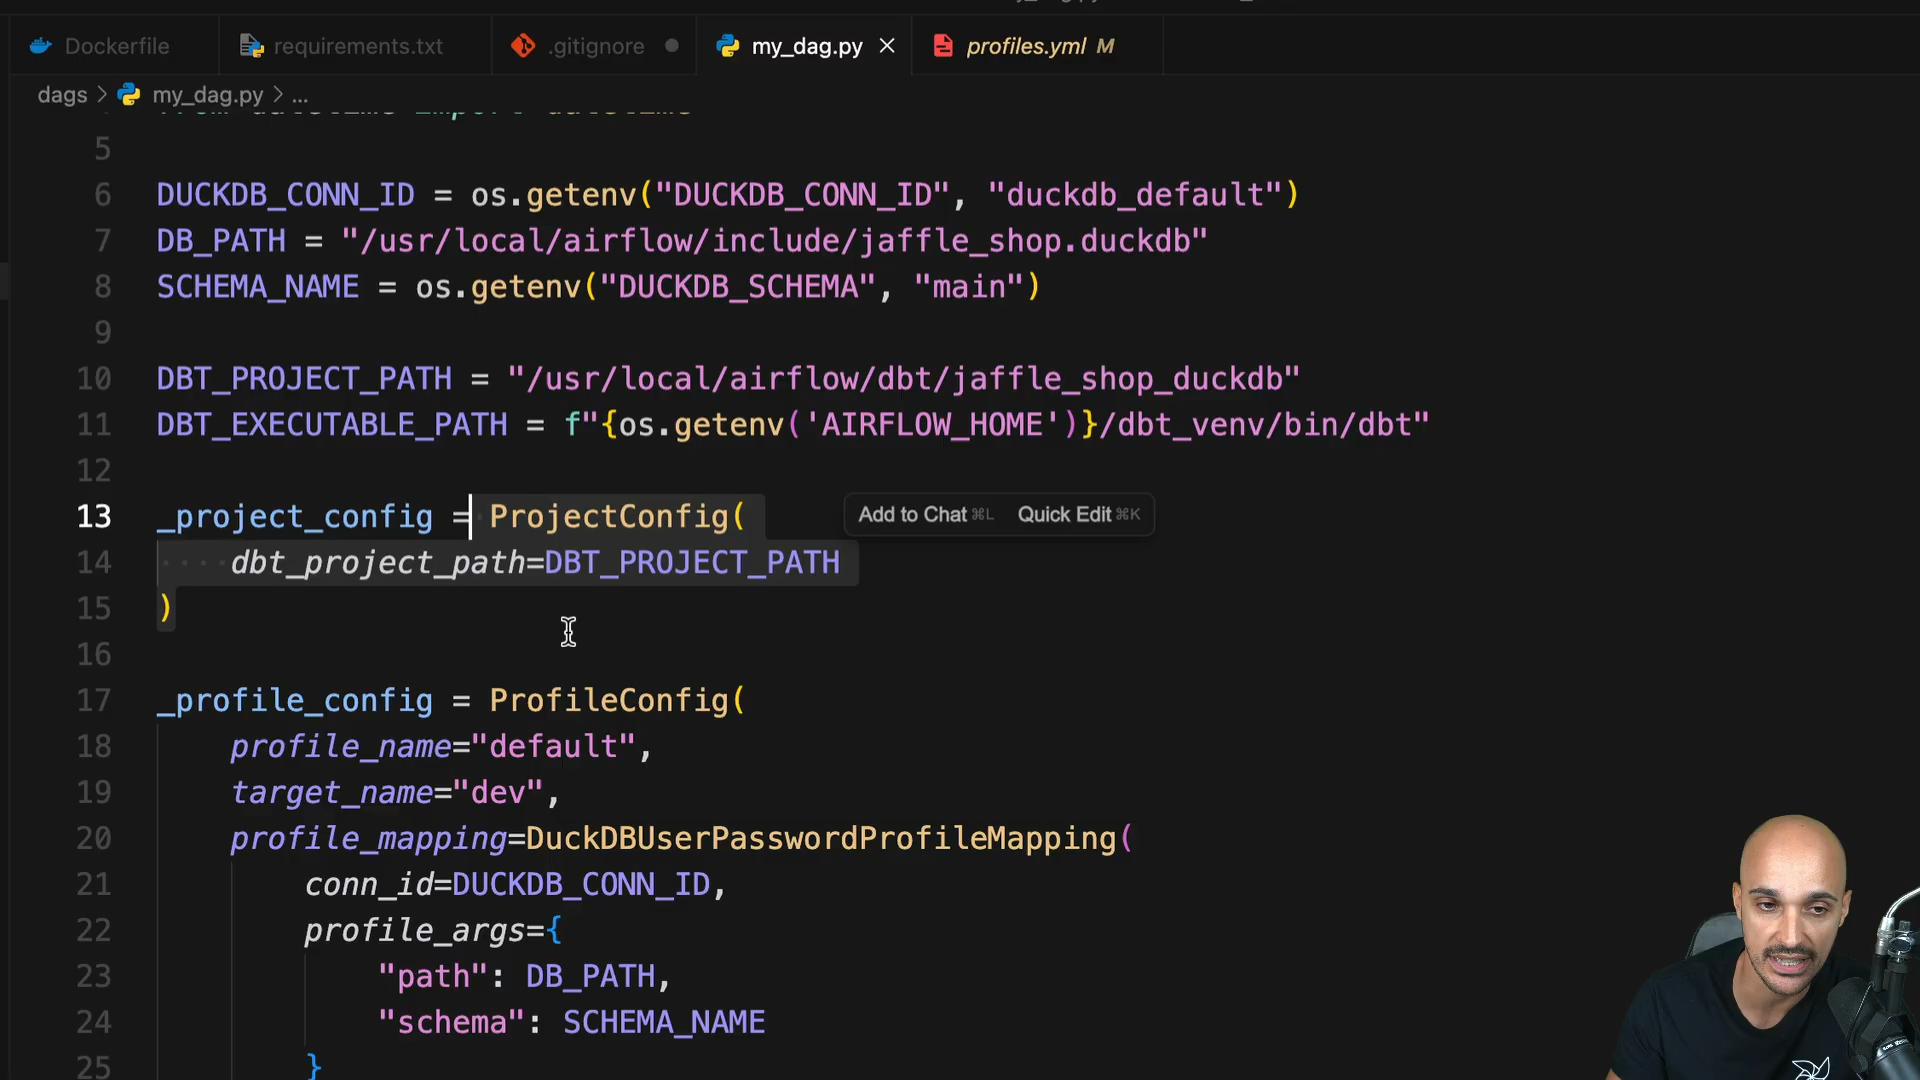 Dockerfile
requirements.txt
.gitignore
my_dag.py
profiles.yml M
dags > my_dag.py > ...
5
6 DUCKDB_CONN_ID = os.getenv("DUCKDB_CONN_ID", "duckdb_default")
7 DB_PATH = "/usr/local/airflow/include/jaffle_shop.duckdb"
8 SCHEMA_NAME = os.getenv("DUCKDB_SCHEMA", "main")
9
10 DBT_PROJECT_PATH = "/usr/local/airflow/dbt/jaffle_shop_duckdb"
11 DBT_EXECUTABLE_PATH = f"{os.getenv('AIRFLOW_HOME')}/dbt_venv/bin/dbt"
12
13 _project_config = ProjectConfig(
Add to Chat ⌘L Quick Edit ⌘K
14 dbt_project_path=DBT_PROJECT_PATH
15 )
16
17 _profile_config = ProfileConfig(
18 profile_name="default",
19 target_name="dev",
20 profile_mapping=DuckDBUserPasswordProfileMapping(
21 conn_id=DUCKDB_CONN_ID,
22 profile_args={
23 "path": DB_PATH,
24 "schema": SCHEMA_NAME
25 }